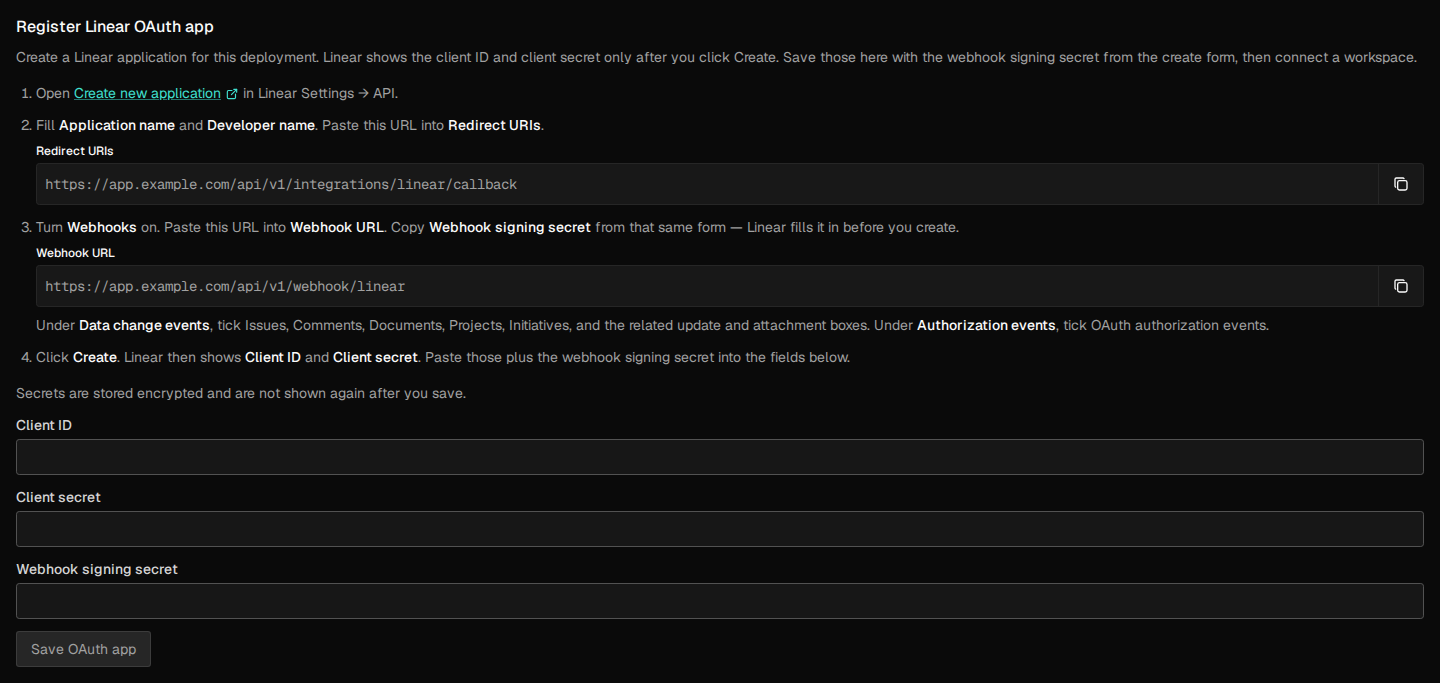 Register Linear OAuth app
Create a Linear application for this deployment. Linear shows the client ID and client secret only after you click Create. Save those here with the webhook signing secret from the create form, then connect a workspace.
1. Open Create new application in Linear Settings → API.
2. Fill Application name and Developer name. Paste this URL into Redirect URIs.
Redirect URIs
https://app.example.com/api/v1/integrations/linear/callback
3. Turn Webhooks on. Paste this URL into Webhook URL. Copy Webhook signing secret from that same form — Linear fills it in before you create.
Webhook URL
https://app.example.com/api/v1/webhook/linear
Under Data change events, tick Issues, Comments, Documents, Projects, Initiatives, and the related update and attachment boxes. Under Authorization events, tick OAuth authorization events.
4. Click Create. Linear then shows Client ID and Client secret. Paste those plus the webhook signing secret into the fields below.
Secrets are stored encrypted and are not shown again after you save.
Client ID
Client secret
Webhook signing secret
Save OAuth app